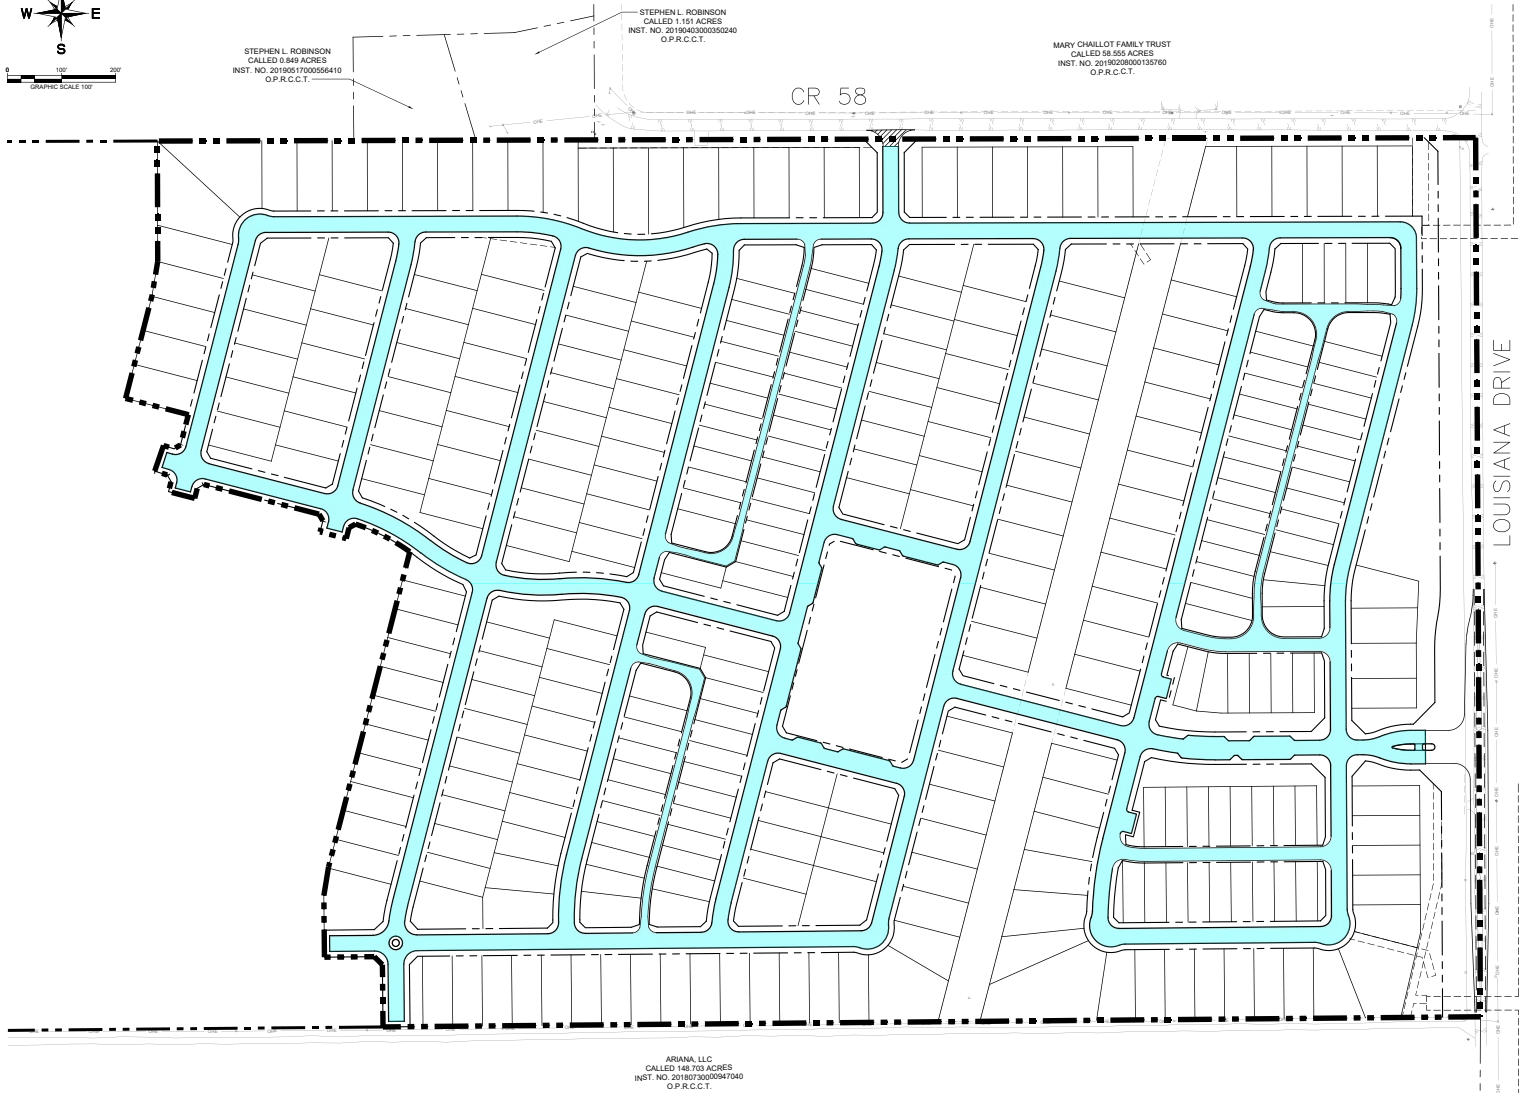 W
E
S
0
100'
200'
GRAPHIC SCALE 100'
STEPHEN L. ROBINSON
CALLED 0.849 ACRES
INST. NO. 20190517000556410
O.P.R.C.C.T.
STEPHEN L. ROBINSON
CALLED 1.151 ACRES
INST. NO. 20190403000350240
O.P.R.C.C.T.
MARY CHAILLOT FAMILY TRUST
CALLED 58.555 ACRES
INST. NO. 20190208000135760
O.P.R.C.C.T.
CR 58
LOUISIANA DRIVE
ARIANA, LLC
CALLED 148.703 ACRES
INST. NO. 20180730000947040
O.P.R.C.C.T.